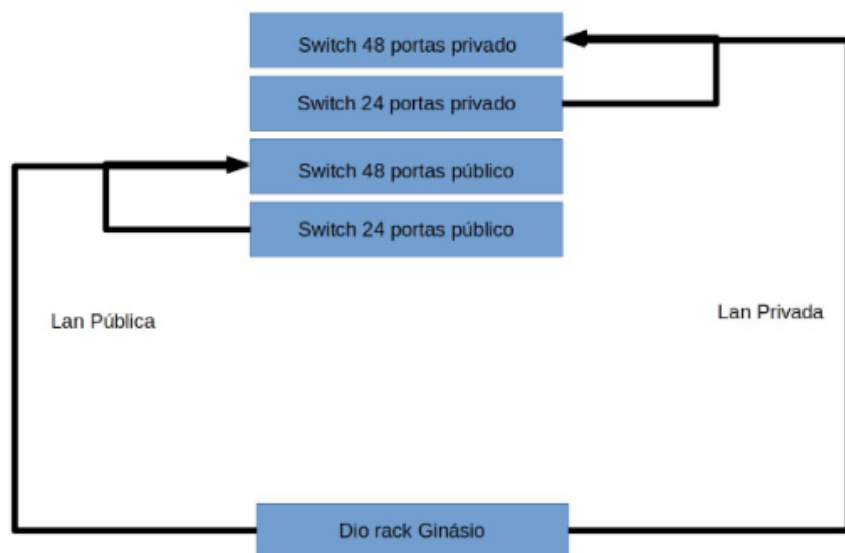 Switch 48 portas privado
Switch 24 portas privado
Switch 48 portas público
Switch 24 portas público
Lan Pública
Lan Privada
Dio rack Ginásio